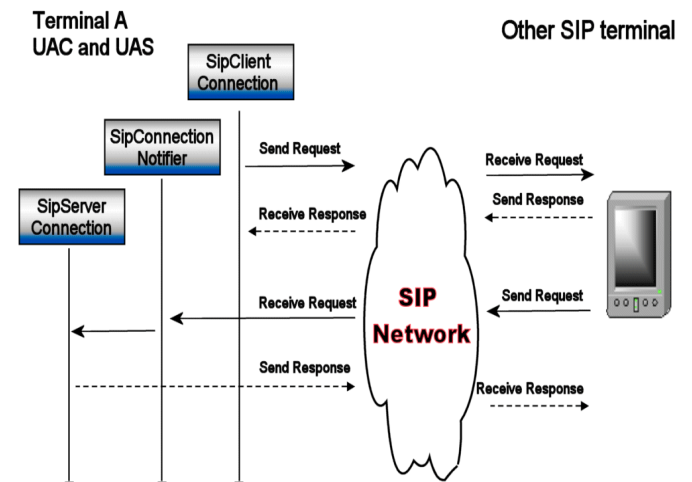 Terminal A
UAC and UAS
Other SIP terminal
SipClient
Connection
SipConnection
Notifier
SipServer
Connection
Send Request
Receive Request
Receive Response
Send Response
SIP
Network
Receive Request
Send Request
Send Response
Receive Response